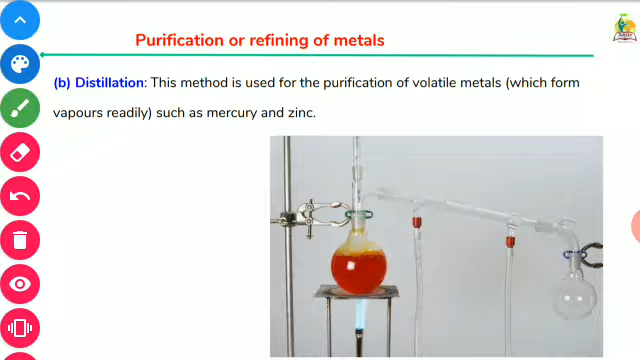 Purification or refining of metals
(b) Distillation: This method is used for the purification of volatile metals (which form
vapours readily) such as mercury and zinc.